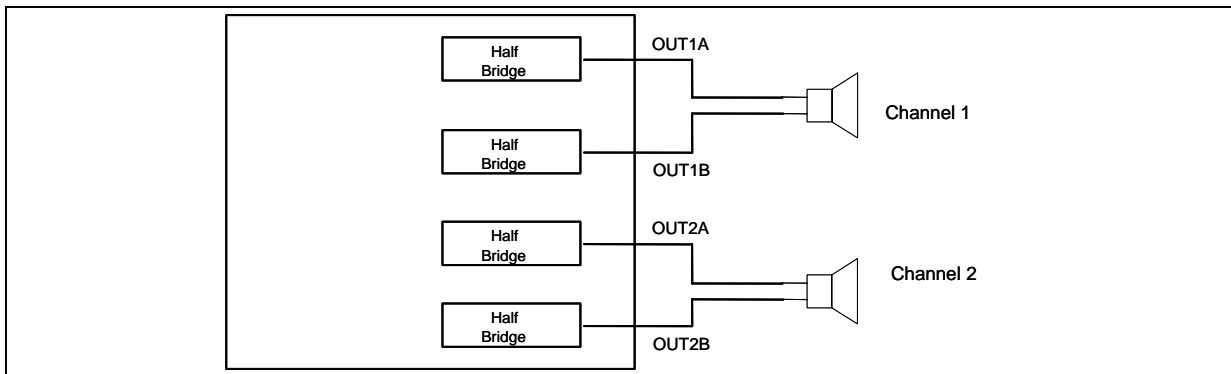 Half
Bridge
OUT1A
Channel 1
Half
Bridge
OUT1B
Half
Bridge
OUT2A
Channel 2
Half
Bridge
OUT2B